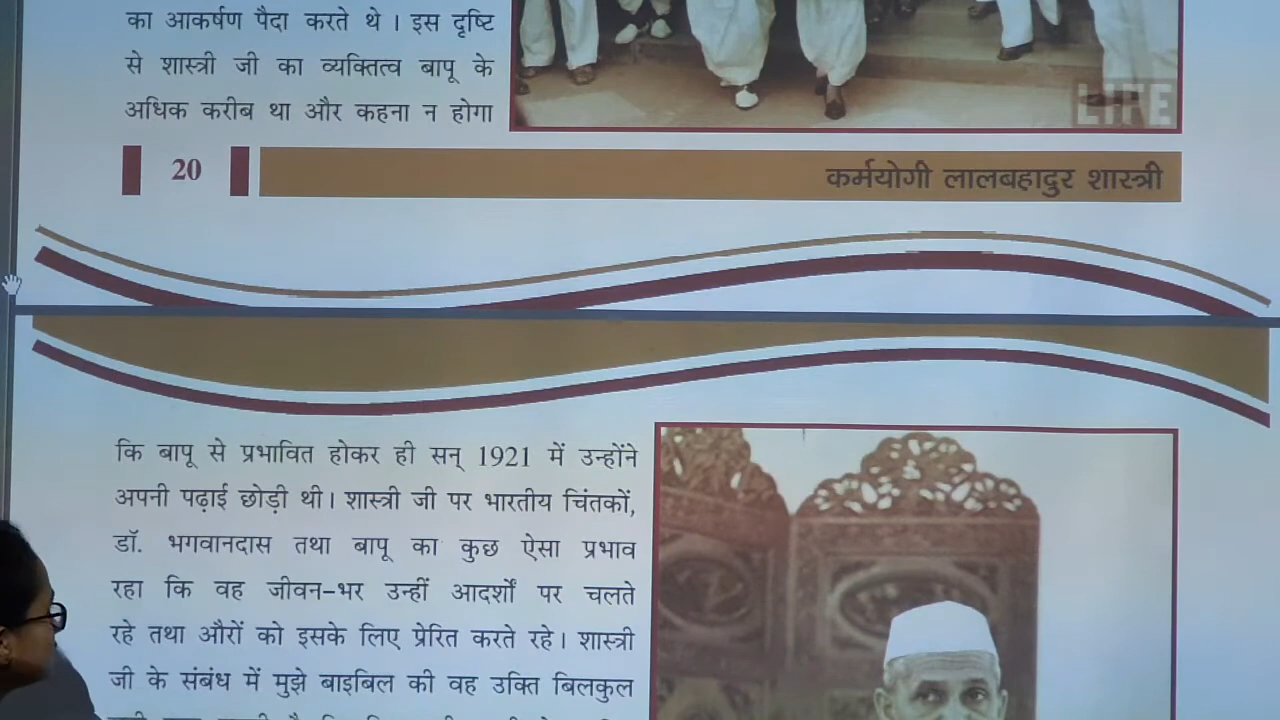 का आकर्षण पैदा करते थे। इस दृष्टि
से शास्त्री जी का व्यक्तित्व बापू के
अधिक करीब था और कहना न होगा
LIFE
20
कर्मयोगी लालबहादुर शास्त्री
कि बापू से प्रभावित होकर ही सन् 1921 में उन्होंने
अपनी पढ़ाई छोड़ी थी। शास्त्री जी पर भारतीय चिंतकों,
डॉ. भगवानदास तथा बापू का कुछ ऐसा प्रभाव
रहा कि वह जीवन-भर उन्हीं आदर्शों पर चलते
रहे तथा औरों को इसके लिए प्रेरित करते रहे। शास्त्री
जी के संबंध में मुझे बाइबिल की वह उक्ति बिलकुल